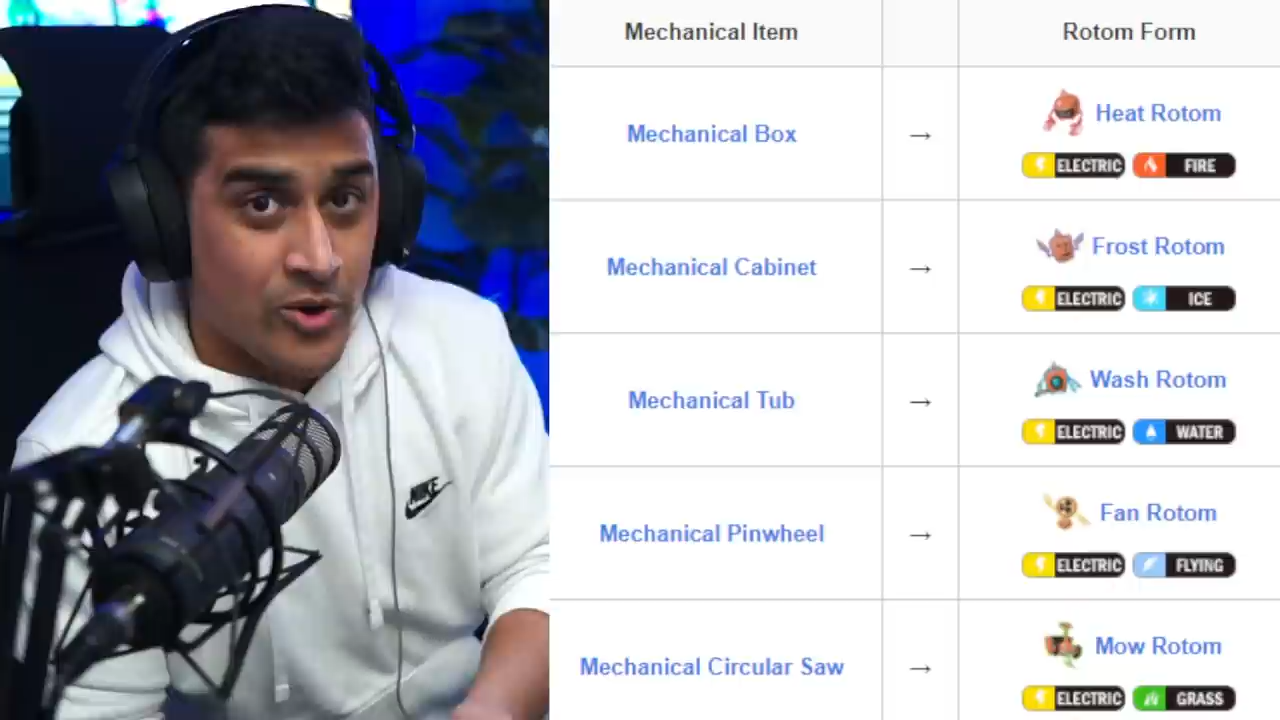 Mechanical Item Rotom Form
Mechanical Box → Heat Rotom
ELECTRIC FIRE
Mechanical Cabinet → Frost Rotom
ELECTRIC ICE
Mechanical Tub → Wash Rotom
ELECTRIC WATER
Mechanical Pinwheel → Fan Rotom
ELECTRIC FLYING
Mechanical Circular Saw → Mow Rotom
ELECTRIC GRASS
NIKE